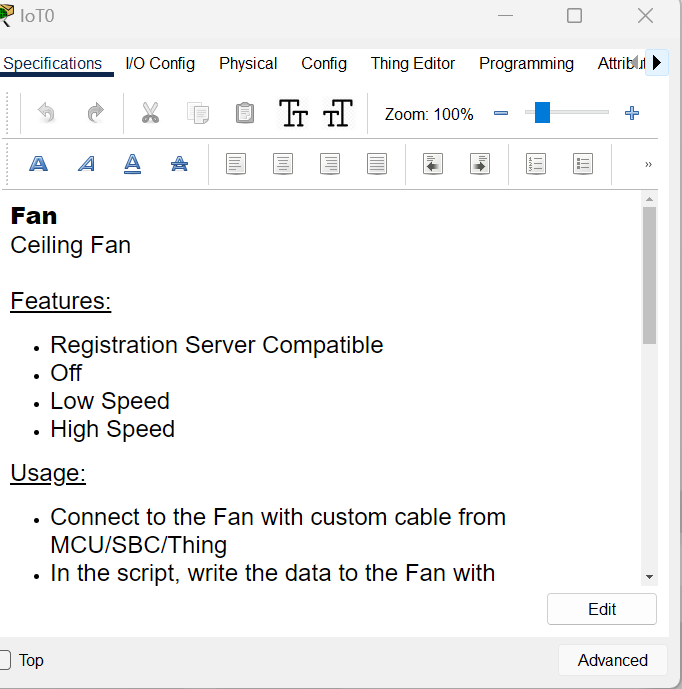 IoT0
Specifications I/O Config Physical Config Thing Editor Programming
Zoom: 100%
Fan
Ceiling Fan
Features:
• Registration Server Compatible
• Off
• Low Speed
• High Speed
Usage:
• Connect to the Fan with custom cable from
MCU/SBC/Thing
• In the script, write the data to the Fan with
Edit
Top
Advanced